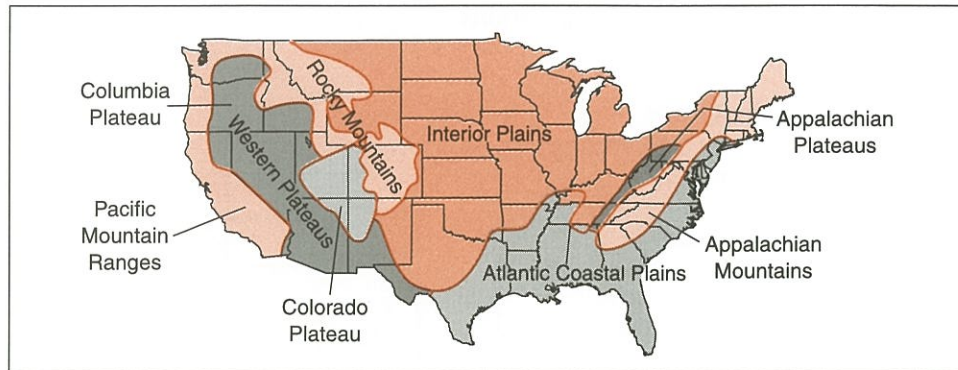 Columbia
Plateau
Rocky Mountains
Interior Plains
Appalachian
Plateaus
Western Plateaus
Pacific
Mountain
Ranges
Colorado
Plateau
Atlantic Coastal Plains
Appalachian
Mountains